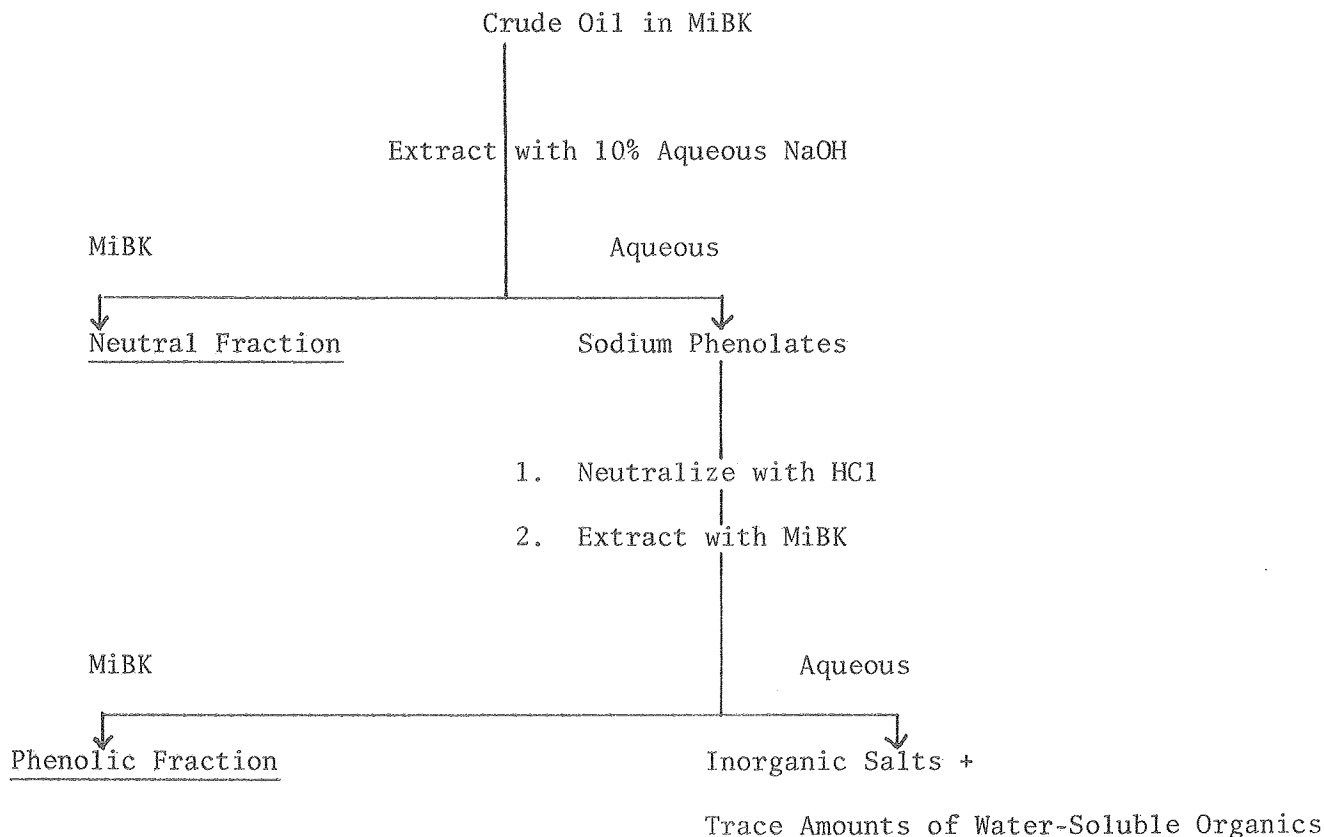 Crude Oil in MiBK
Extract with 10% Aqueous NaOH
MiBK Aqueous
Neutral Fraction Sodium Phenolates
1. Neutralize with HCl
2. Extract with MiBK
MiBK Aqueous
Phenolic Fraction Inorganic Salts +
Trace Amounts of Water-Soluble Organics